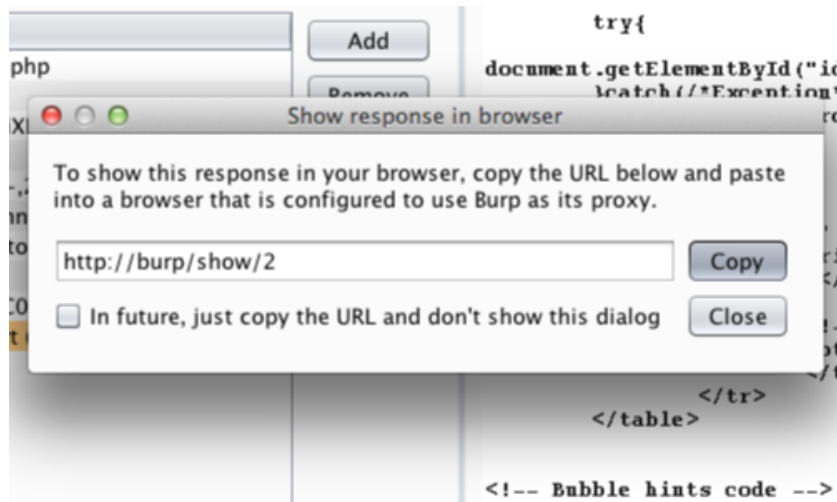 try{
Add
php
document.getElementById("id
Remove
}catch(/*Exception*
Show response in browser
To show this response in your browser, copy the URL below and paste
into a browser that is configured to use Burp as its proxy.
http://burp/show/2
Copy
In future, just copy the URL and don't show this dialog
Close
</tr>
</table>
<!-- Bubble hints code -->